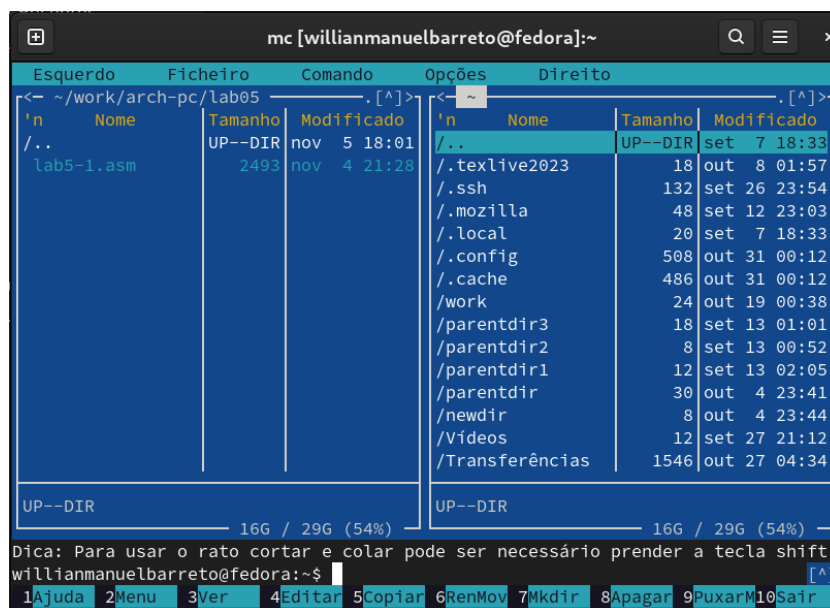 mc [willianmanuelbarreto@fedora]:~
Esquerdo Ficheiro Comando Opções Direito
<─ ~/work/arch-pc/lab05 .[^]> <─ ~ .[^]>
'n Nome Tamanho Modificado 'n Nome Tamanho Modificado
/.. UP--DIR nov 5 18:01 /.. UP--DIR set 7 18:33
lab5-1.asm 2493 nov 4 21:28 /.texlive2023 18 out 8 01:57
/.ssh 132 set 26 23:54
/.mozilla 48 set 12 23:03
/.local 20 set 7 18:33
/.config 508 out 31 00:12
/.cache 486 out 31 00:12
/work 24 out 19 00:38
/parentdir3 18 set 13 01:01
/parentdir2 8 set 13 00:52
/parentdir1 12 set 13 02:05
/parentdir 30 out 4 23:41
/newdir 8 out 4 23:44
/Vídeos 12 set 27 21:12
/Transferências 1546 out 27 04:34
UP--DIR UP--DIR
16G / 29G (54%) 16G / 29G (54%)
Dica: Para usar o rato cortar e colar pode ser necessário prender a tecla shift
willianmanuelbarreto@fedora:~$ [^
1Ajuda 2Menu 3Ver 4Editar 5Copiar 6RenMov 7Mkdir 8Apagar 9PuxarM10Sair